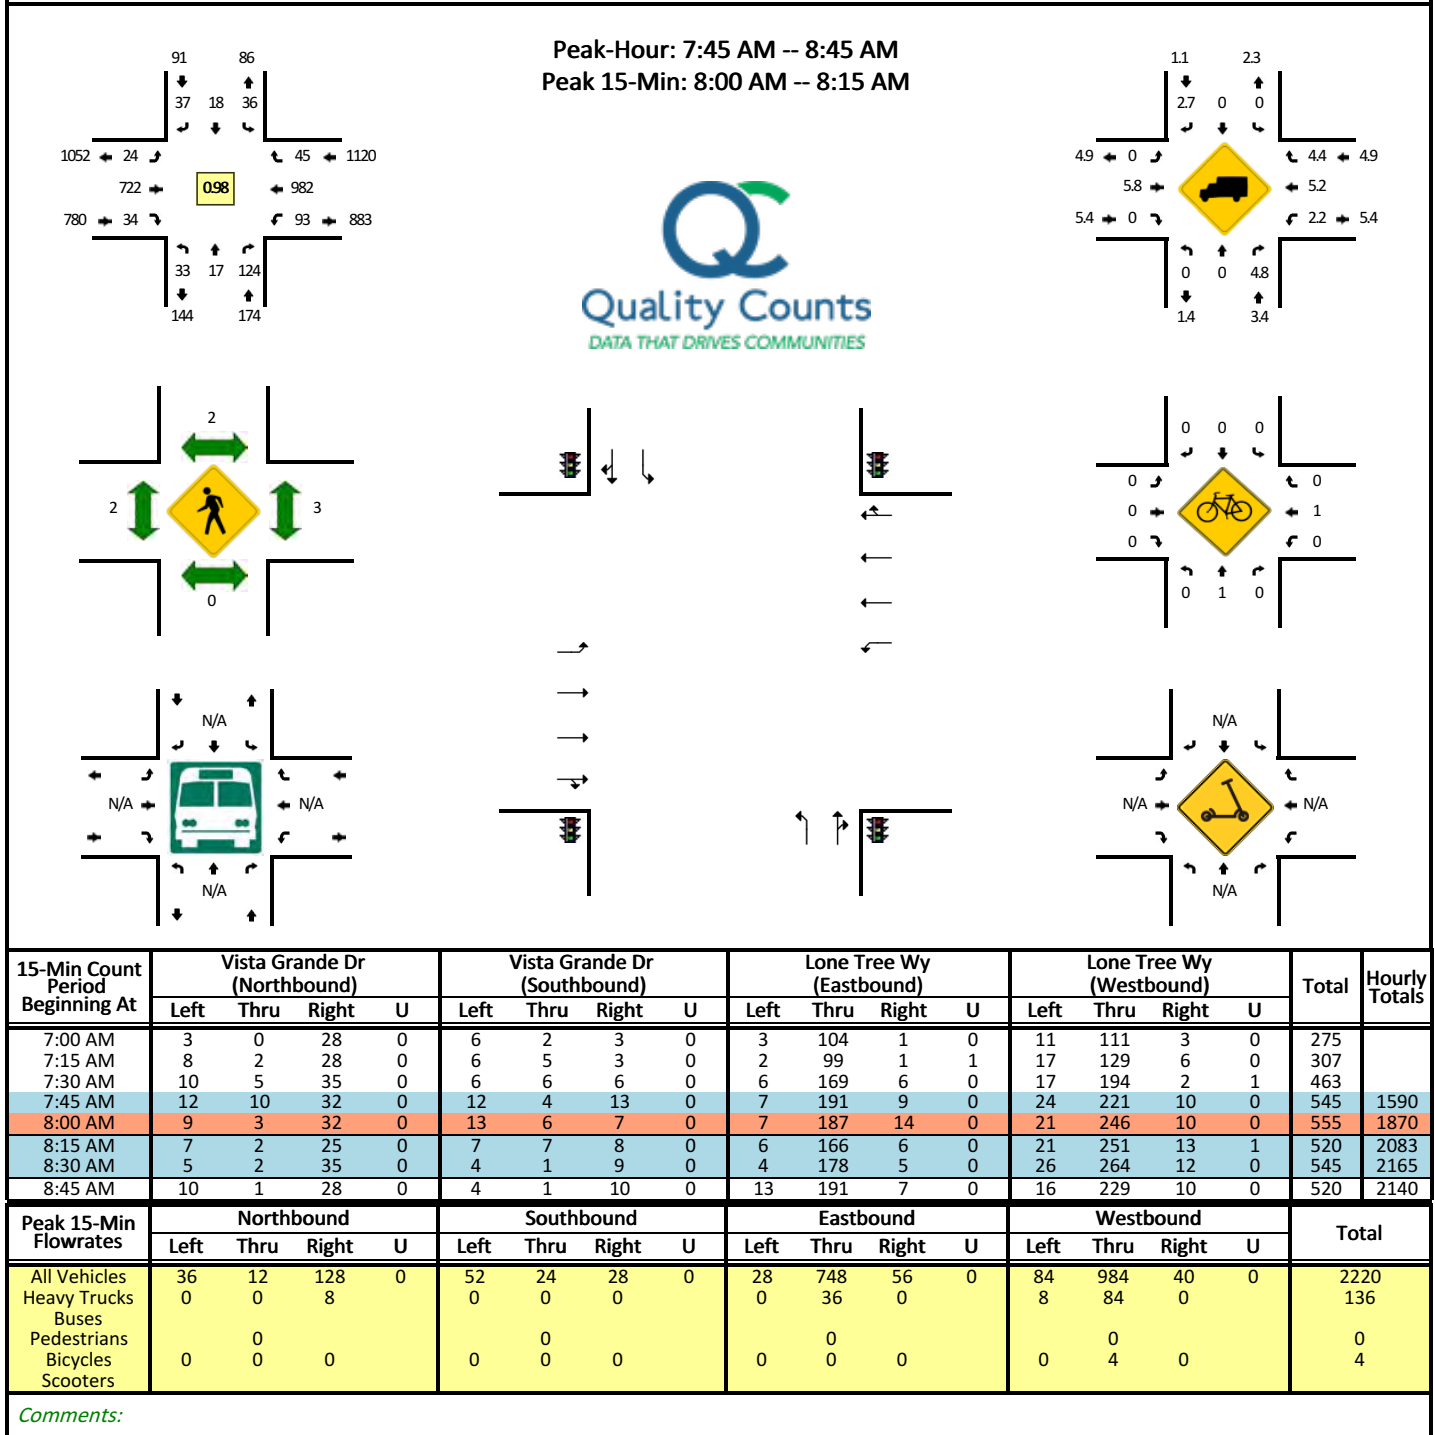 Peak-Hour: 7:45 AM -- 8:45 AM
Peak 15-Min: 8:00 AM -- 8:15 AM
91 86
37 18 36
1052 24 45 1120
722 0.98 982
780 34 93 883
33 17 124
144 174
1.1 2.3
2.7 0 0
4.9 0 4.4 4.9
5.8 5.2
5.4 0 2.2 5.4
0 0 4.8
1.4 3.4
QC
Quality Counts
DATA THAT DRIVES COMMUNITIES
2
2 3
0
0 0 0
0 0
0 1
0 0
0 1 0
N/A
N/A N/A
N/A
N/A
N/A N/A
N/A
15-Min Count Period Beginning At Vista Grande Dr (Northbound) Vista Grande Dr (Southbound) Lone Tree Wy (Eastbound) Lone Tree Wy (Westbound) Total Hourly Totals
Left Thru Right U Left Thru Right U Left Thru Right U Left Thru Right U
7:00 AM 3 0 28 0 6 2 3 0 3 104 1 0 11 111 3 0 275
7:15 AM 8 2 28 0 6 5 3 0 2 99 1 1 17 129 6 0 307
7:30 AM 10 5 35 0 6 6 6 0 6 169 6 0 17 194 2 1 463
7:45 AM 12 10 32 0 12 4 13 0 7 191 9 0 24 221 10 0 545 1590
8:00 AM 9 3 32 0 13 6 7 0 7 187 14 0 21 246 10 0 555 1870
8:15 AM 7 2 25 0 7 7 8 0 6 166 6 0 21 251 13 1 520 2083
8:30 AM 5 2 35 0 4 1 9 0 4 178 5 0 26 264 12 0 545 2165
8:45 AM 10 1 28 0 4 1 10 0 13 191 7 0 16 229 10 0 520 2140
Peak 15-Min Flowrates Northbound Southbound Eastbound Westbound Total
Left Thru Right U Left Thru Right U Left Thru Right U Left Thru Right U
All Vehicles 36 12 128 0 52 24 28 0 28 748 56 0 84 984 40 0 2220
Heavy Trucks 0 0 8 0 0 0 0 36 0 8 84 0 136
Buses
Pedestrians 0 0 0 0 0
Bicycles 0 0 0 0 0 0 0 0 0 0 4 0 4
Scooters
Comments: